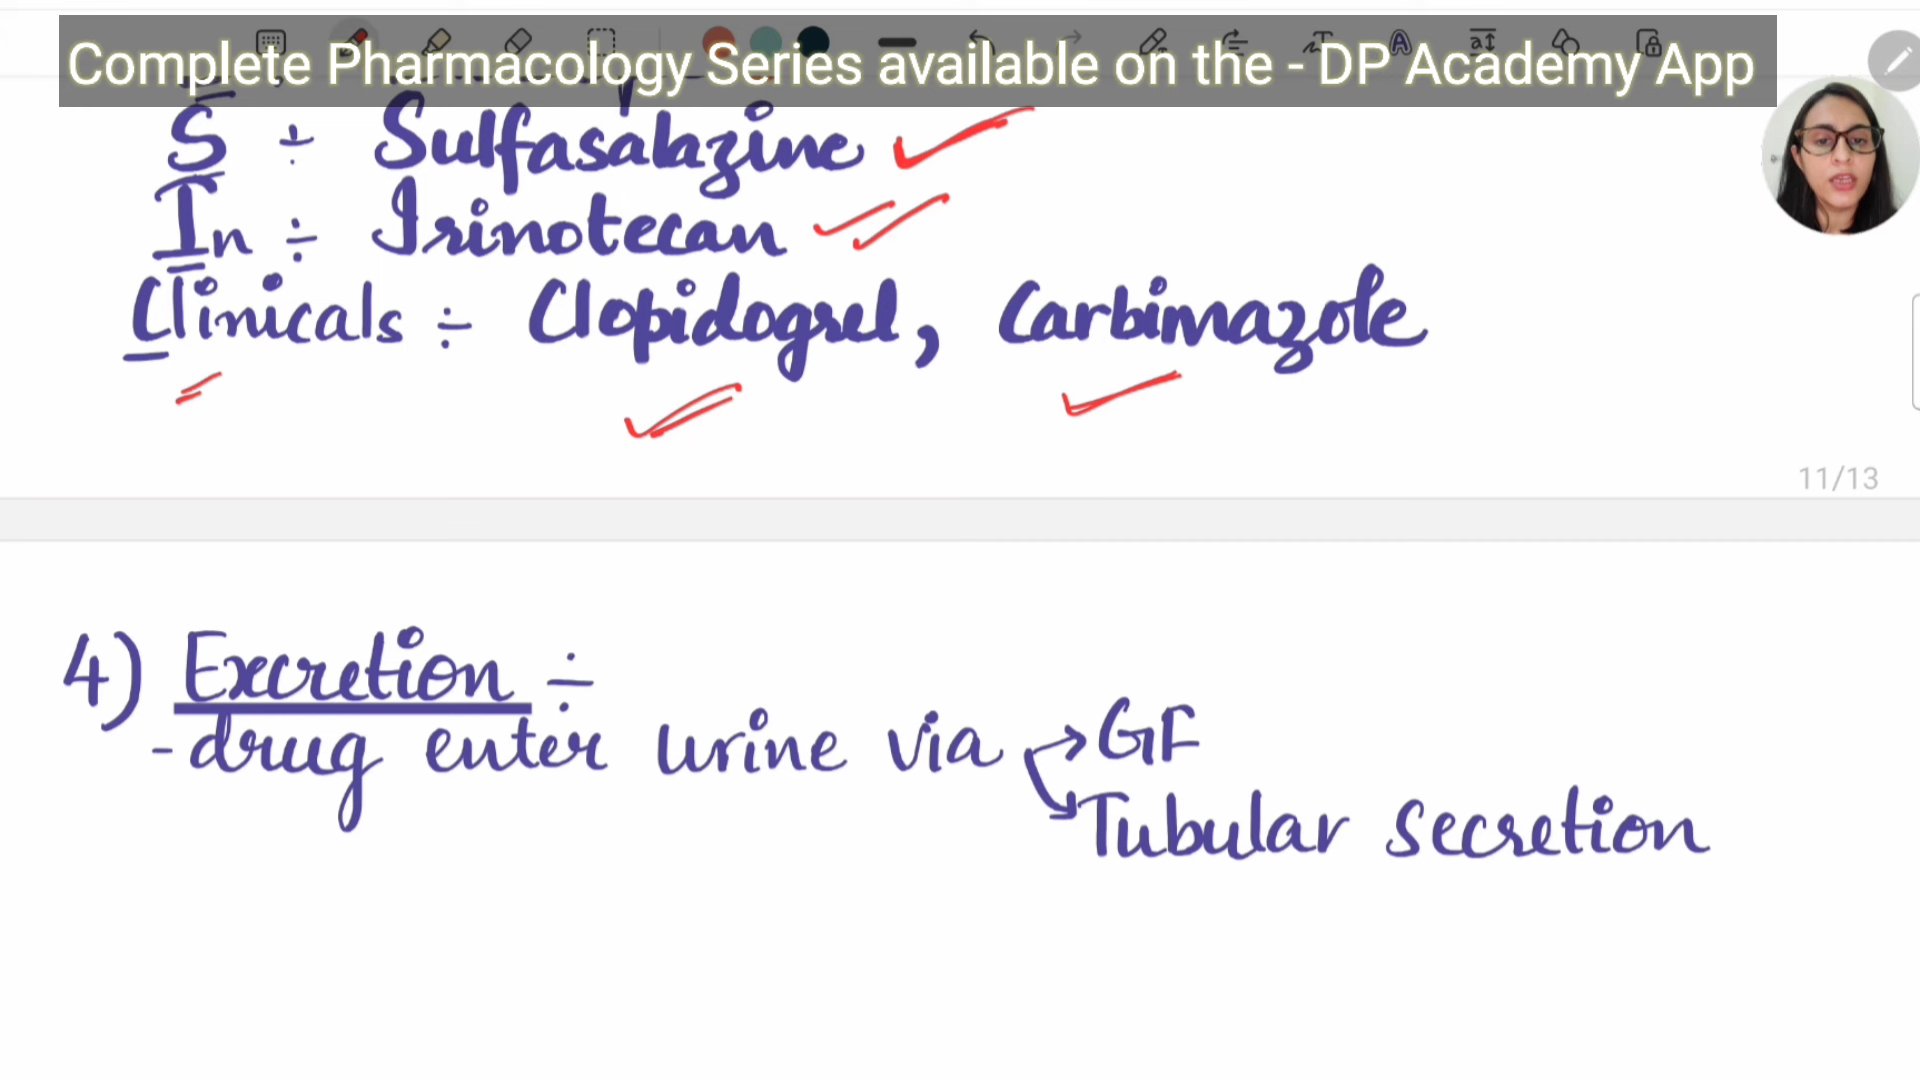 Complete Pharmacology Series available on the - DP Academy App
S ÷ Sulfasalazine
In ÷ Irinotecan
Clinicals ÷ Clopidogrel, Carbimazole
11/13
4) Excretion ÷
- drug enter urine via → GF
Tubular secretion